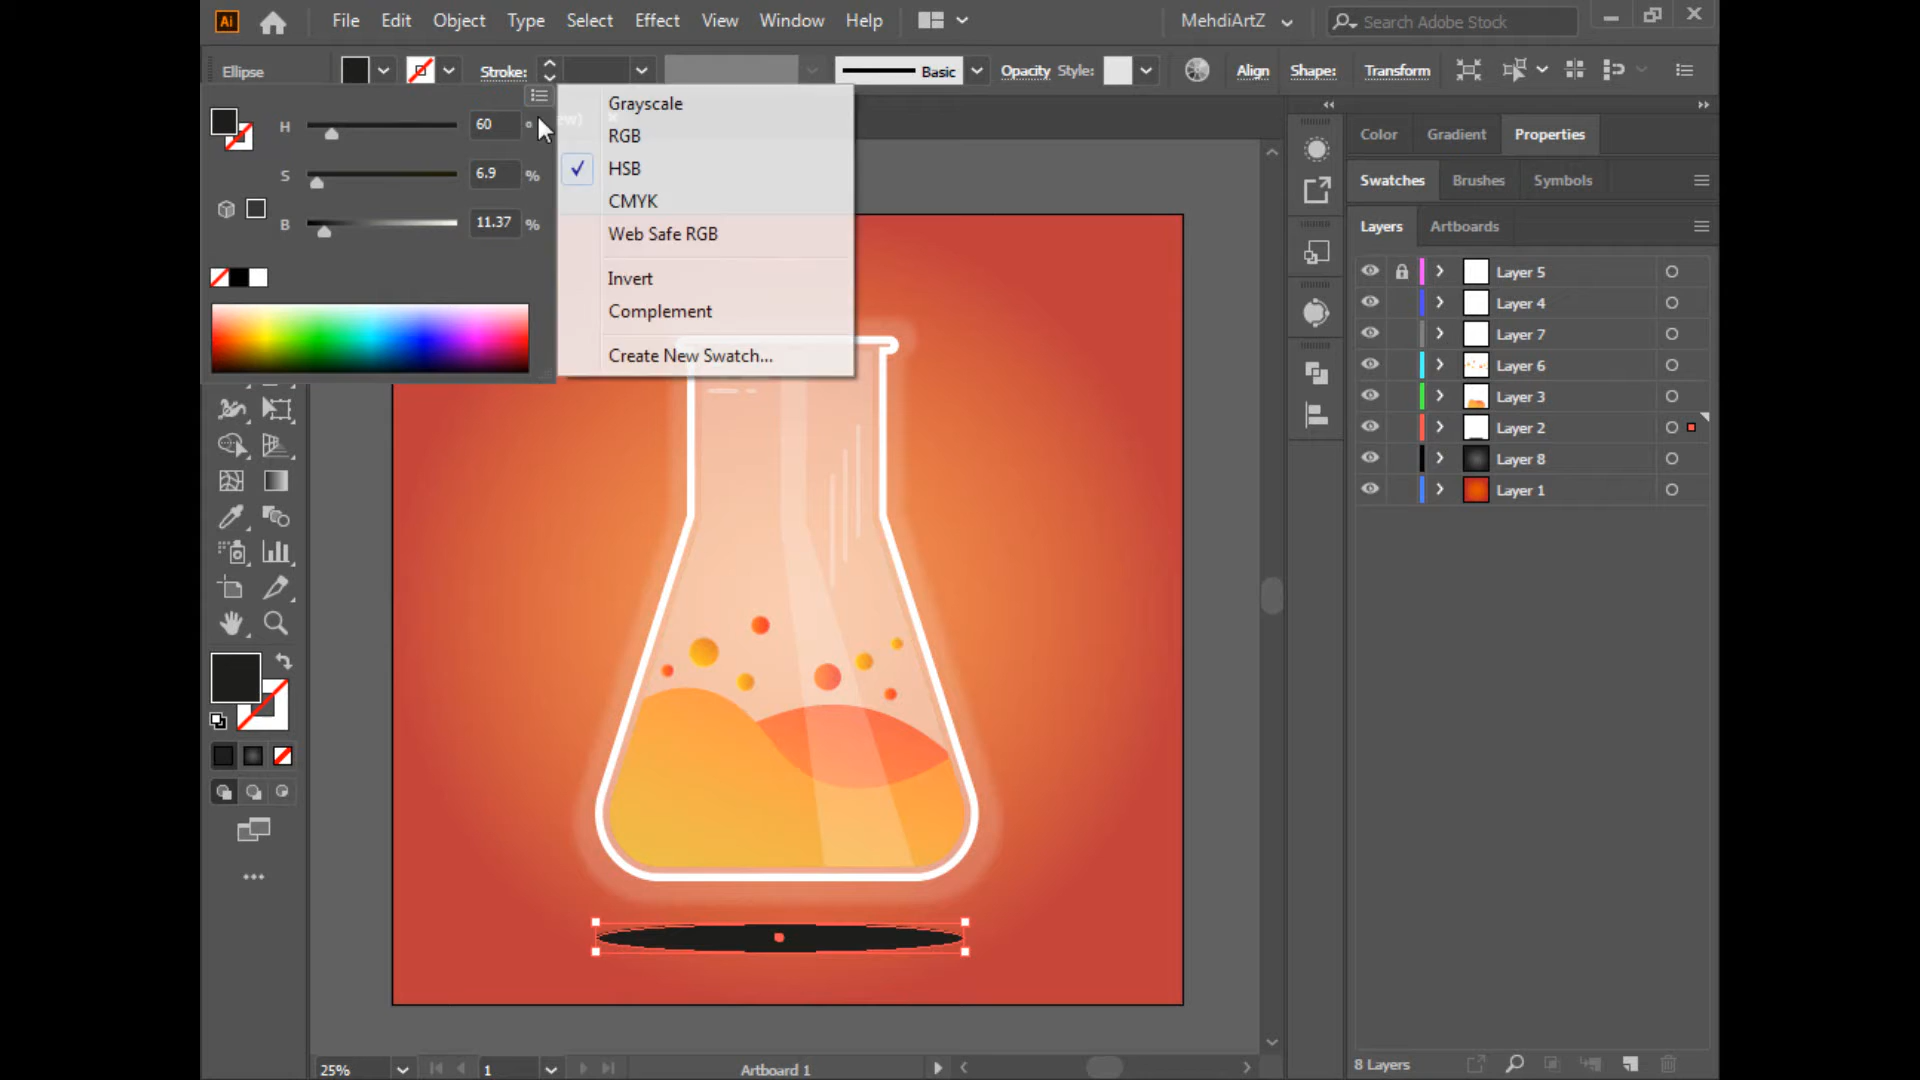 Ai File Edit Object Type Select Effect View Window Help MehdiArtZ Search Adobe Stock
Ellipse Stroke: Basic Opacity Style: Align Shape: Transform
H 60 °
S 6.9 %
B 11.37 %
Grayscale
RGB
HSB
CMYK
Web Safe RGB
Invert
Complement
Create New Swatch...
Color Gradient Properties
Swatches Brushes Symbols
Layers Artboards
Layer 5
Layer 4
Layer 7
Layer 6
Layer 3
Layer 2
Layer 8
Layer 1
25% 1 Artboard 1 8 Layers